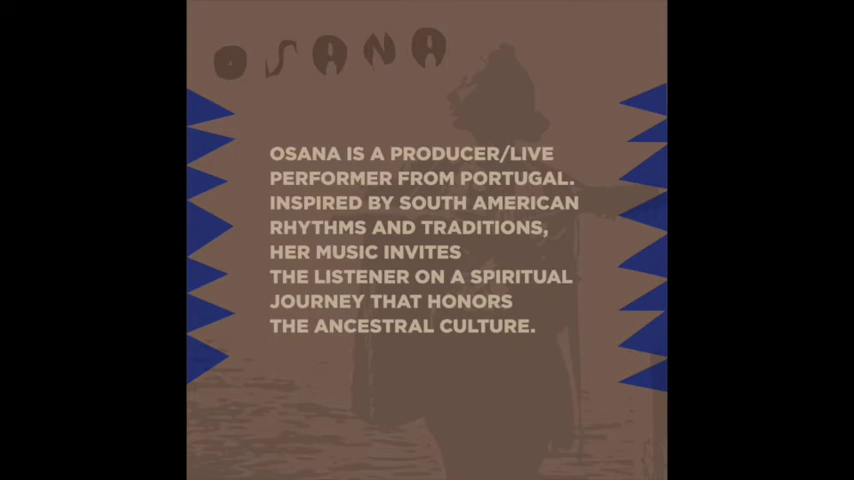 OSANA
OSANA IS A PRODUCER/LIVE
PERFORMER FROM PORTUGAL.
INSPIRED BY SOUTH AMERICAN
RHYTHMS AND TRADITIONS,
HER MUSIC INVITES
THE LISTENER ON A SPIRITUAL
JOURNEY THAT HONORS
THE ANCESTRAL CULTURE.